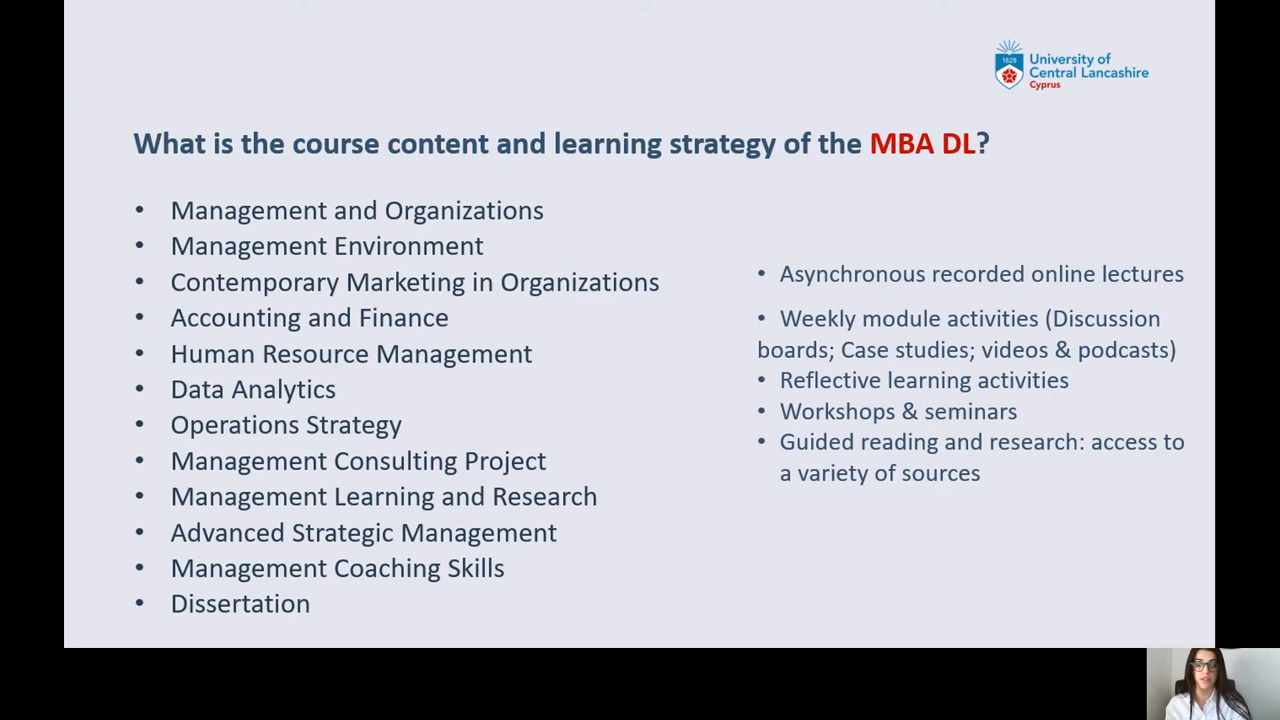 1828
University of
Central Lancashire
Cyprus
What is the course content and learning strategy of the MBA DL?
• Management and Organizations
• Management Environment
• Contemporary Marketing in Organizations
• Accounting and Finance
• Human Resource Management
• Data Analytics
• Operations Strategy
• Management Consulting Project
• Management Learning and Research
• Advanced Strategic Management
• Management Coaching Skills
• Dissertation
• Asynchronous recorded online lectures
• Weekly module activities (Discussion
boards; Case studies; videos & podcasts)
• Reflective learning activities
• Workshops & seminars
• Guided reading and research: access to
a variety of sources